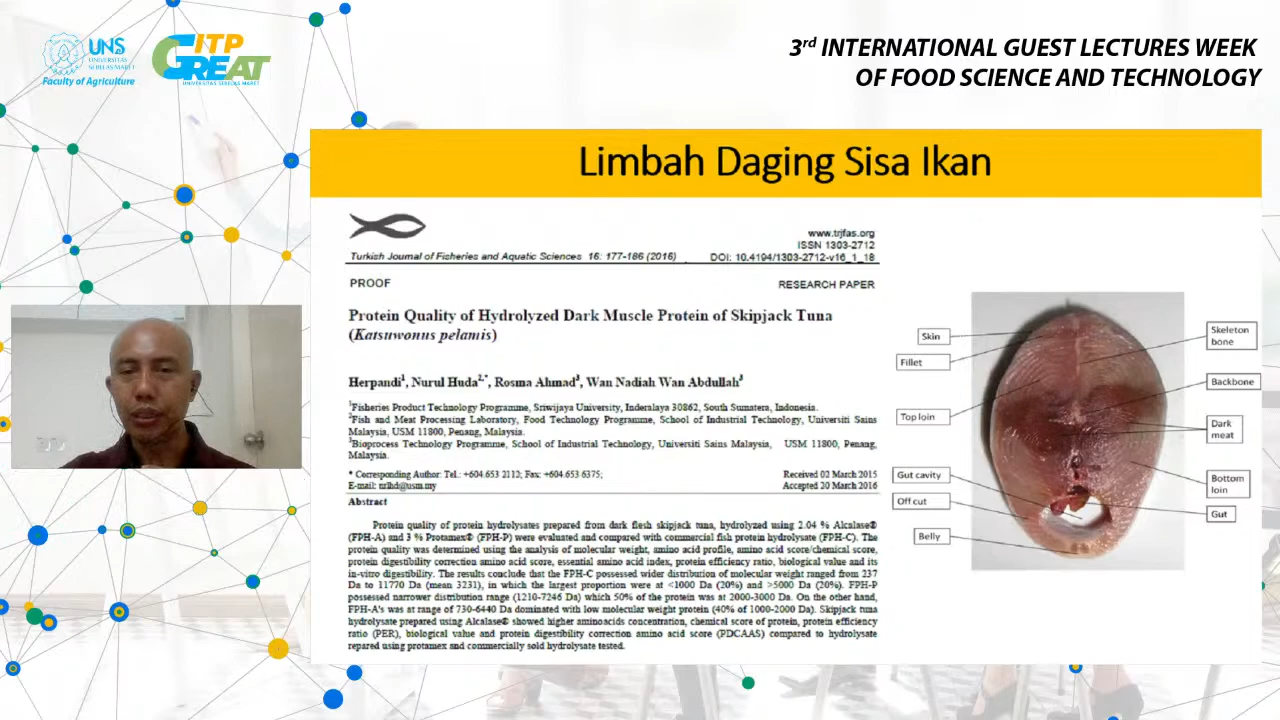 UNS
UNIVERSITAS
SEBELAS MARET
Faculty of Agriculture
ITP
GREAT
UNIVERSITAS SEBELAS MARET
3rd INTERNATIONAL GUEST LECTURES WEEK
OF FOOD SCIENCE AND TECHNOLOGY
Limbah Daging Sisa Ikan
www.trjfas.org
ISSN 1303-2712
Turkish Journal of Fisheries and Aquatic Sciences 16: 177-186 (2016)
DOI: 10.4194/1303-2712-v16_1_18
PROOF
RESEARCH PAPER
Protein Quality of Hydrolyzed Dark Muscle Protein of Skipjack Tuna
(Katsuwonus pelamis)
Herpandi1, Nurul Huda2,*, Rosma Ahmad3, Wan Nadiah Wan Abdullah3
1Fisheries Product Technology Programme, Sriwijaya University, Inderalaya 30862, South Sumatera, Indonesia.
2Fish and Meat Processing Laboratory, Food Technology Programme, School of Industrial Technology, Universiti Sains
Malaysia, USM 11800, Penang, Malaysia.
3Bioprocess Technology Programme, School of Industrial Technology, Universiti Sains Malaysia, USM 11800, Penang,
Malaysia.
* Corresponding Author: Tel.: +604.653 2112; Fax: +604.653 6375;
E-mail: nrlhd@usm.my
Received 02 March 2015
Accepted 20 March 2016
Abstract
Protein quality of protein hydrolysates prepared from dark flesh skipjack tuna, hydrolyzed using 2.04 % Alcalase®
(FPH-A) and 3 % Protamex® (FPH-P) were evaluated and compared with commercial fish protein hydrolysate (FPH-C). The
protein quality was determined using the analysis of molecular weight, amino acid profile, amino acid score/chemical score,
protein digestibility correction amino acid score, essential amino acid index, protein efficiency ratio, biological value and its
in-vitro digestibility. The results conclude that the FPH-C possessed wider distribution of molecular weight ranged from 237
Da to 11770 Da (mean 3231), in which the largest proportion were at <1000 Da (20%) and >5000 Da (20%). FPH-P
possessed narrower distribution range (1210-7246 Da) which 50% of the protein was at 2000-3000 Da. On the other hand,
FPH-A's was at range of 730-6440 Da dominated with low molecular weight protein (40% of 1000-2000 Da). Skipjack tuna
hydrolysate prepared using Alcalase® showed higher aminoacids concentration, chemical score of protein, protein efficiency
ratio (PER), biological value and protein digestibility correction amino acid score (PDCAAS) compared to hydrolysate
repared using protamex and commercially sold hydrolysate tested.
Skin
Fillet
Top loin
Gut cavity
Off cut
Belly
Skeleton
bone
Backbone
Dark
meat
Bottom
loin
Gut